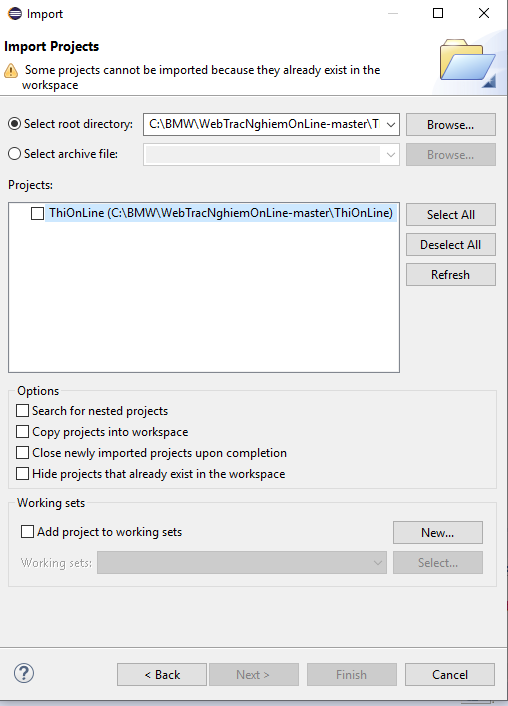 Import
Import Projects
Some projects cannot be imported because they already exist in the
workspace
Select root directory:
C:\BMW\WebTracNghiemOnLine-master\T
Browse...
Select archive file:
Browse...
Projects:
ThiOnLine (C:\BMW\WebTracNghiemOnLine-master\ThiOnLine)
Select All
Deselect All
Refresh
Options
Search for nested projects
Copy projects into workspace
Close newly imported projects upon completion
Hide projects that already exist in the workspace
Working sets
Add project to working sets
New...
Working sets:
Select...
?
< Back
Next >
Finish
Cancel